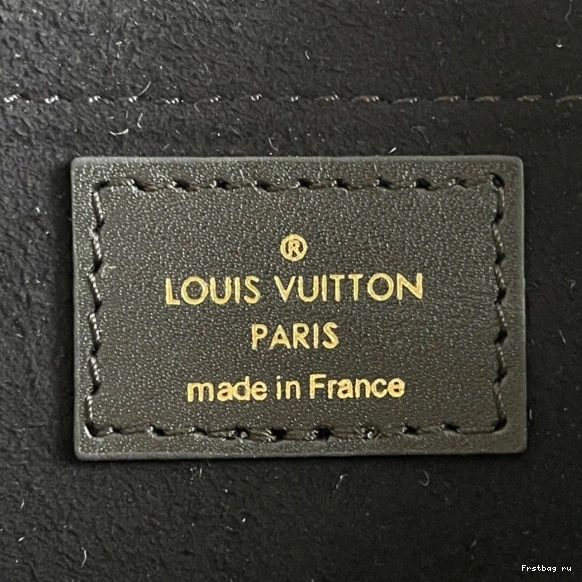 ®
LOUIS VUITTON
PARIS
made in France
Frstbag ru